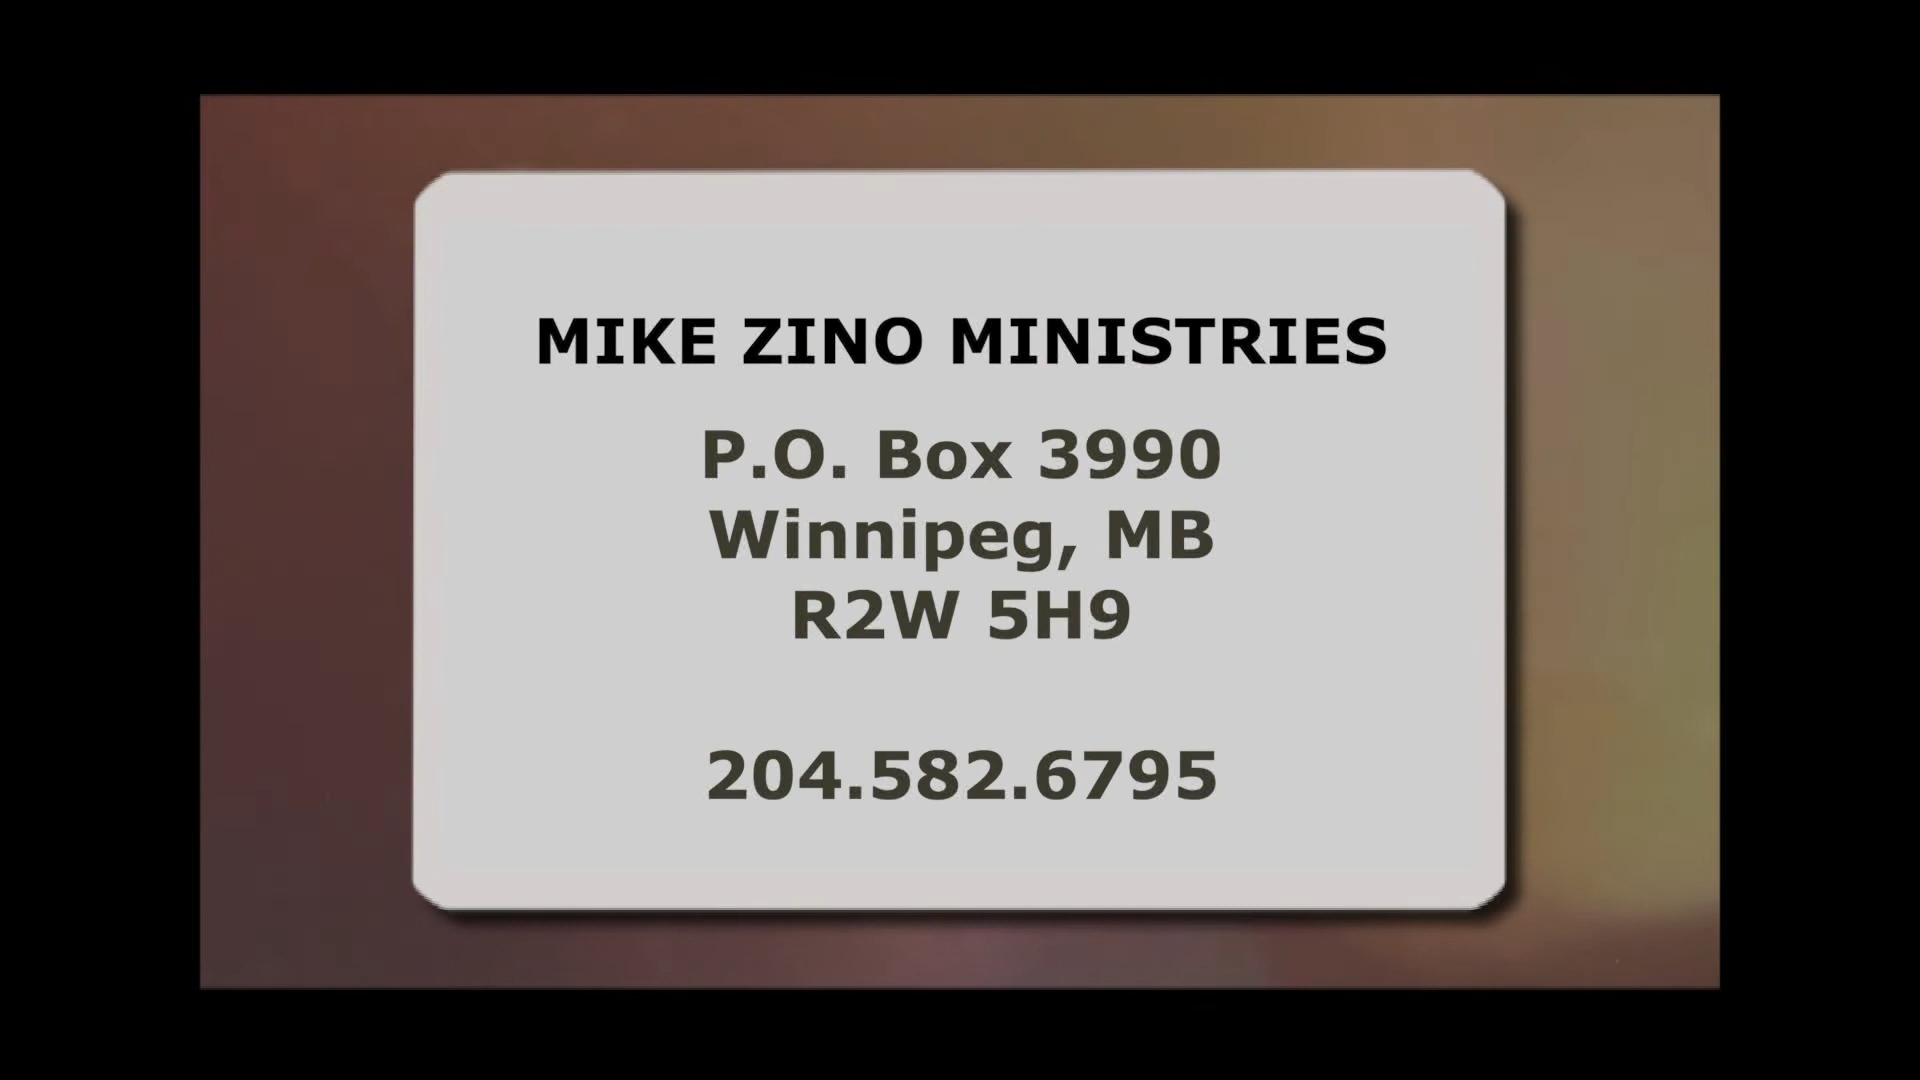 MIKE ZINO MINISTRIES
P.O. Box 3990
Winnipeg, MB
R2W 5H9
204.582.6795